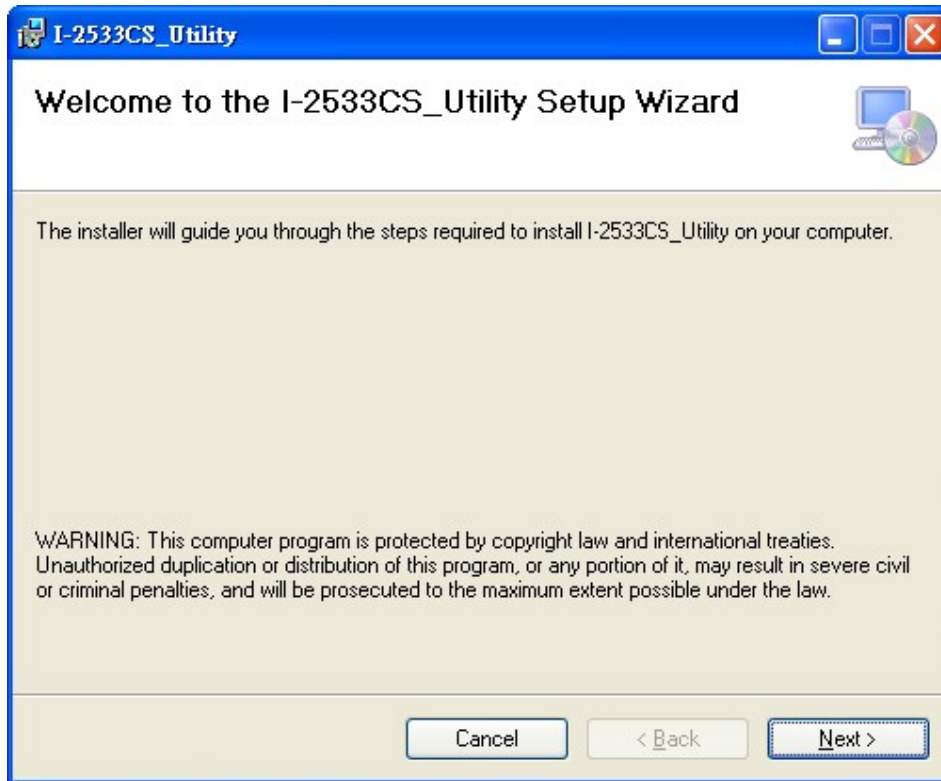 I-2533CS_Utility
Welcome to the I-2533CS_Utility Setup Wizard
The installer will guide you through the steps required to install I-2533CS_Utility on your computer.
WARNING: This computer program is protected by copyright law and international treaties.
Unauthorized duplication or distribution of this program, or any portion of it, may result in severe civil
or criminal penalties, and will be prosecuted to the maximum extent possible under the law.
Cancel
< Back
Next >